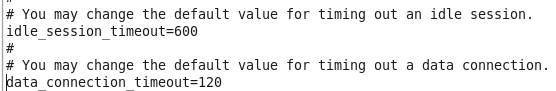 # You may change the default value for timing out an idle session.
idle_session_timeout=600
#
# You may change the default value for timing out a data connection.
data_connection_timeout=120